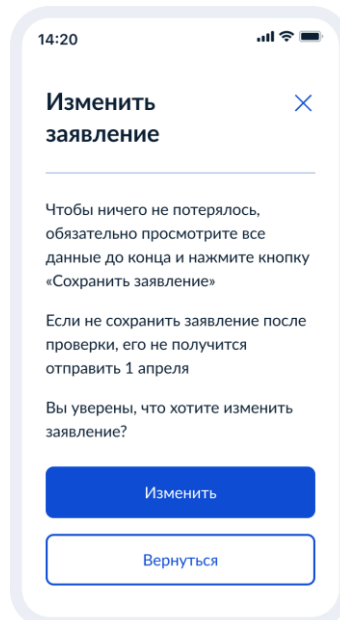 14:20
Изменить
заявление
Чтобы ничего не потерялось,
обязательно просмотрите все
данные до конца и нажмите кнопку
«Сохранить заявление»
Если не сохранить заявление после
проверки, его не получится
отправить 1 апреля
Вы уверены, что хотите изменить
заявление?
Изменить
Вернуться